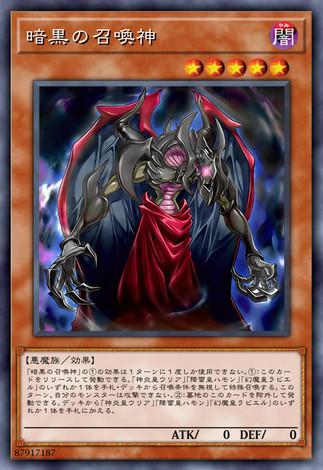 暗黒の召喚神
闇
やみ
【悪魔族／効果】
「暗黒の召喚神」の①の効果は１ターンに１度しか使用できない。①：このカー
ドをリリースして発動できる。「神炎皇ウリア」「降雷皇ハモン」「幻魔皇ラビエル」
のいずれか１体を手札・デッキから召喚条件を無視して特殊召喚する。この
ターン、自分のモンスターは攻撃できない。②：墓地のこのカードを除外して発
動できる。デッキから「神炎皇ウリア」「降雷皇ハモン」「幻魔皇ラビエル」のいず
れか１体を手札に加える。
ATK/ 0 DEF/ 0
87917187